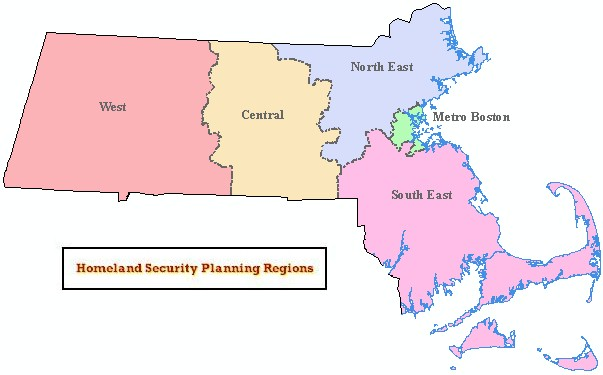 North East
West
Central
Metro Boston
South East
Homeland Security Planning Regions